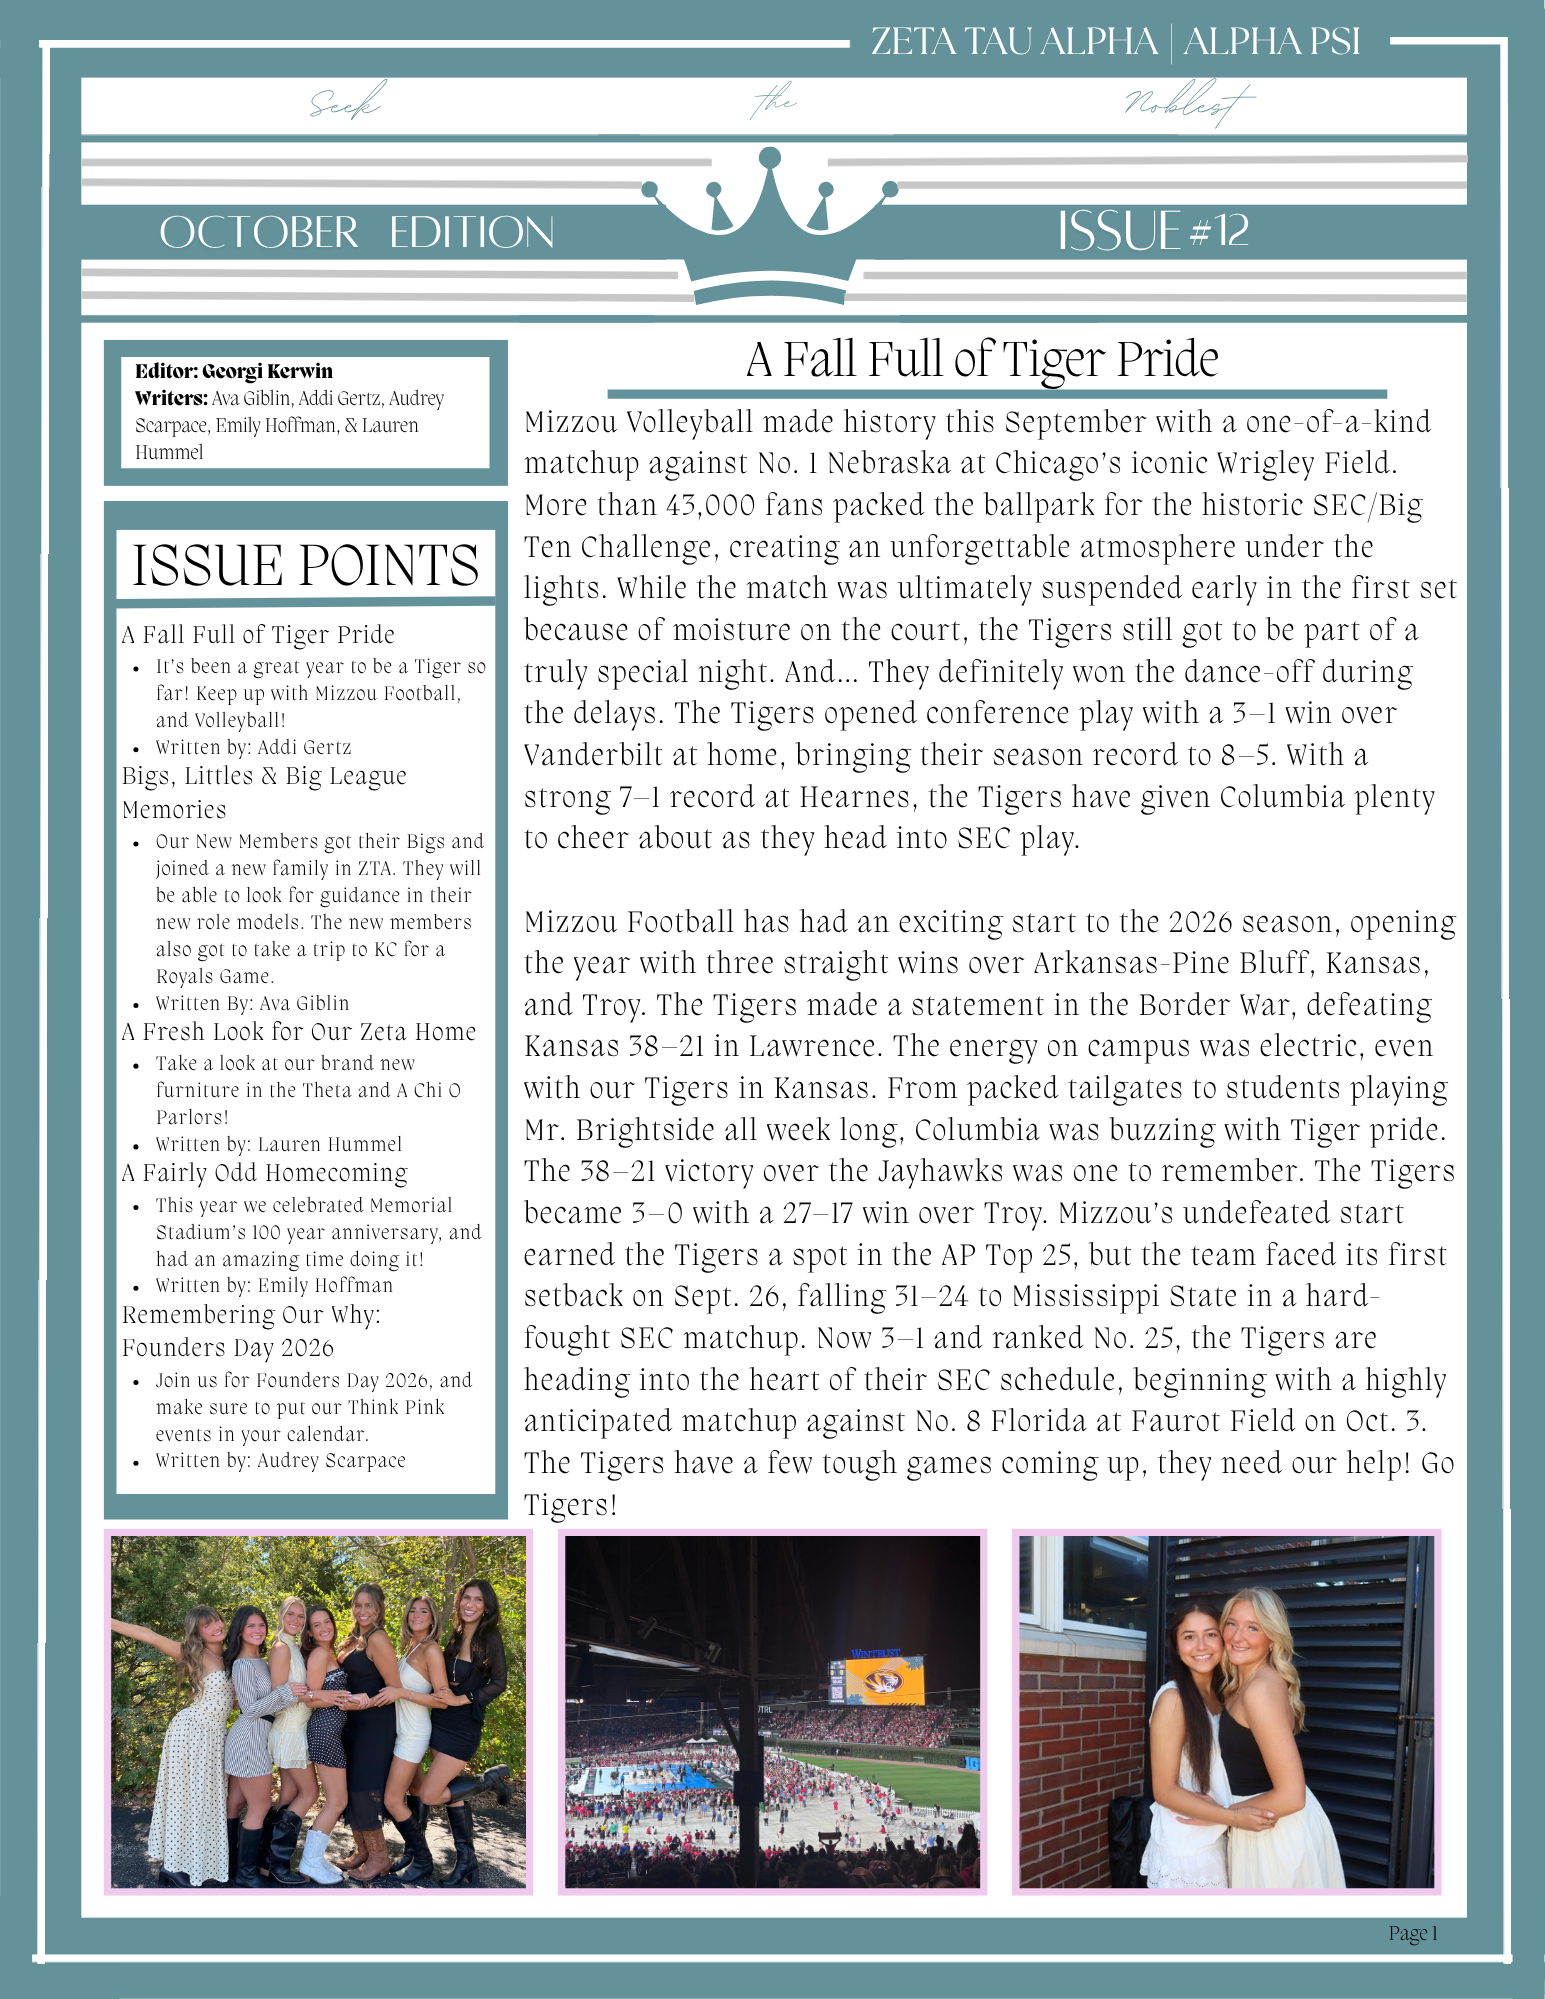 ZETA TAU ALPHA | ALPHA PSI
Seek the Noblest
OCTOBER EDITION
ISSUE #12
Editor: Georgi Kerwin
Writers: Ava Giblin, Addi Gertz, Audrey
Scarpace, Emily Hoffman, & Lauren
Hummel
ISSUE POINTS
A Fall Full of Tiger Pride
• It's been a great year to be a Tiger so
far! Keep up with Mizzou Football,
and Volleyball!
• Written by: Addi Gertz
Bigs, Littles & Big League
Memories
• Our New Members got their Bigs and
joined a new family in ZTA. They will
be able to look for guidance in their
new role models. The new members
also got to take a trip to KC for a
Royals Game.
• Written By: Ava Giblin
A Fresh Look for Our Zeta Home
• Take a look at our brand new
furniture in the Theta and A Chi O
Parlors!
• Written by: Lauren Hummel
A Fairly Odd Homecoming
• This year we celebrated Memorial
Stadium's 100 year anniversary, and
had an amazing time doing it!
• Written by: Emily Hoffman
Remembering Our Why:
Founders Day 2026
• Join us for Founders Day 2026, and
make sure to put our Think Pink
events in your calendar.
• Written by: Audrey Scarpace
A Fall Full of Tiger Pride
Mizzou Volleyball made history this September with a one-of-a-kind
matchup against No. 1 Nebraska at Chicago's iconic Wrigley Field.
More than 43,000 fans packed the ballpark for the historic SEC/Big
Ten Challenge, creating an unforgettable atmosphere under the
lights. While the match was ultimately suspended early in the first set
because of moisture on the court, the Tigers still got to be part of a
truly special night. And... They definitely won the dance-off during
the delays. The Tigers opened conference play with a 3–1 win over
Vanderbilt at home, bringing their season record to 8–5. With a
strong 7–1 record at Hearnes, the Tigers have given Columbia plenty
to cheer about as they head into SEC play.
Mizzou Football has had an exciting start to the 2026 season, opening
the year with three straight wins over Arkansas-Pine Bluff, Kansas,
and Troy. The Tigers made a statement in the Border War, defeating
Kansas 38–21 in Lawrence. The energy on campus was electric, even
with our Tigers in Kansas. From packed tailgates to students playing
Mr. Brightside all week long, Columbia was buzzing with Tiger pride.
The 38–21 victory over the Jayhawks was one to remember. The Tigers
became 3–0 with a 27–17 win over Troy. Mizzou's undefeated start
earned the Tigers a spot in the AP Top 25, but the team faced its first
setback on Sept. 26, falling 31–24 to Mississippi State in a hard-
fought SEC matchup. Now 3–1 and ranked No. 25, the Tigers are
heading into the heart of their SEC schedule, beginning with a highly
anticipated matchup against No. 8 Florida at Faurot Field on Oct. 3.
The Tigers have a few tough games coming up, they need our help! Go
Tigers!
WINTRUST
Page 1